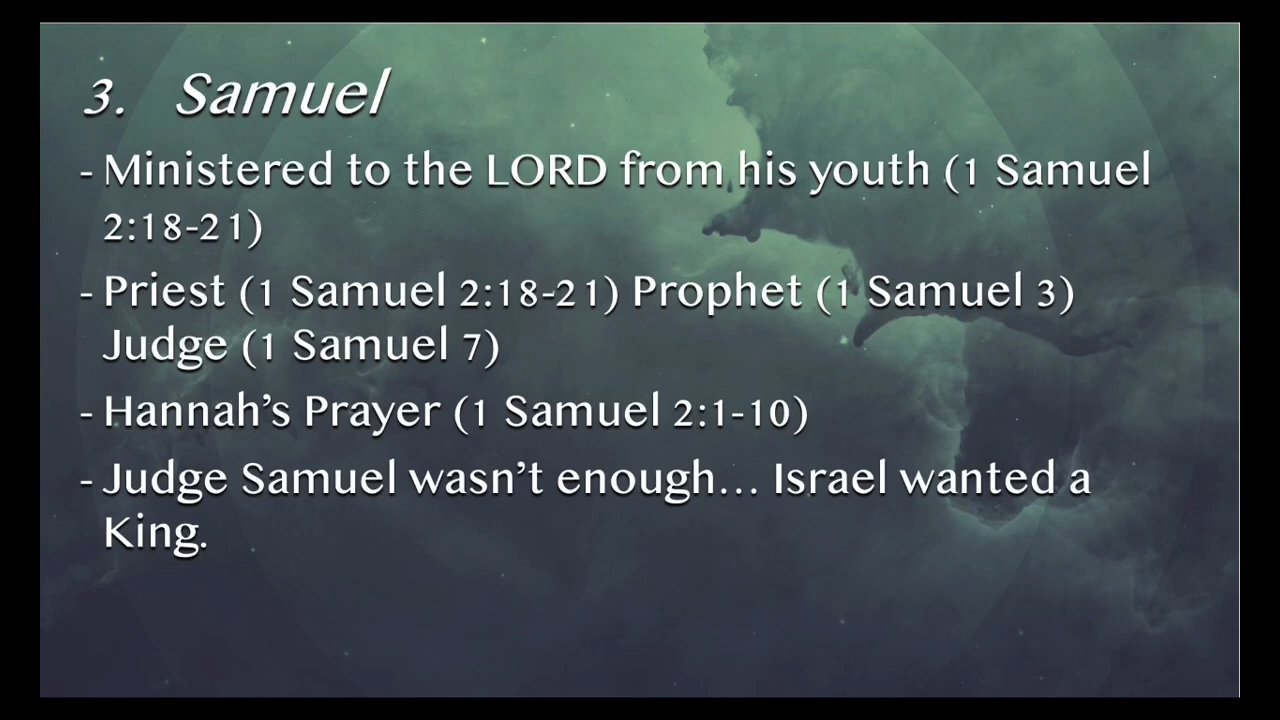 3. Samuel
- Ministered to the LORD from his youth (1 Samuel
2:18-21)
- Priest (1 Samuel 2:18-21) Prophet (1 Samuel 3)
Judge (1 Samuel 7)
- Hannah’s Prayer (1 Samuel 2:1-10)
- Judge Samuel wasn’t enough… Israel wanted a
King.